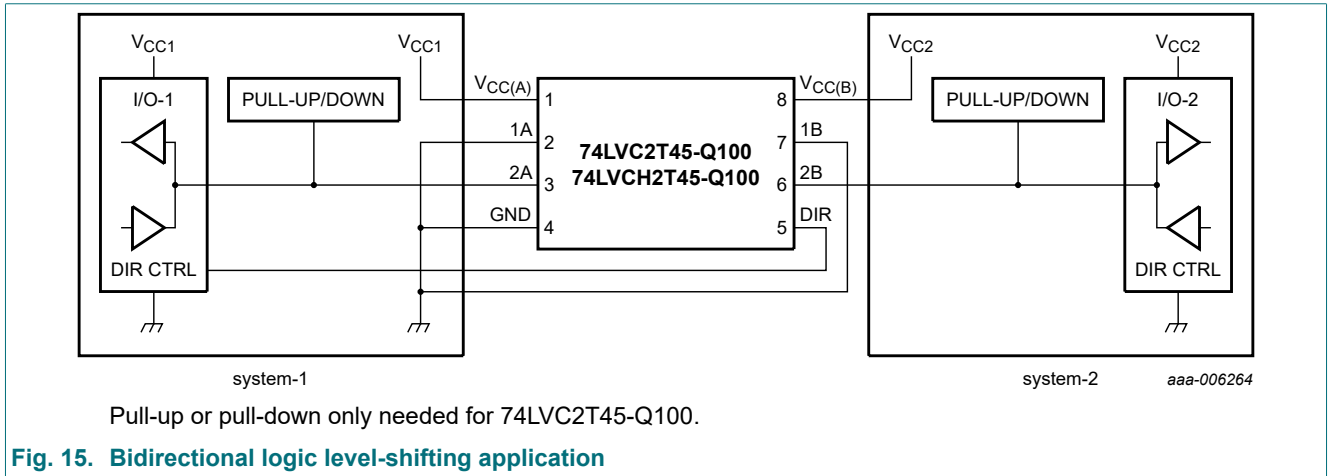 VCC1
VCC1
VCC2
VCC2
I/O-1
PULL-UP/DOWN
VCC(A)
1
8
VCC(B)
PULL-UP/DOWN
I/O-2
1A
2
74LVC2T45-Q100
7
1B
2A
3
74LVCH2T45-Q100
6
2B
GND
4
5
DIR
DIR CTRL
DIR CTRL
system-1
system-2
aaa-006264
Pull-up or pull-down only needed for 74LVC2T45-Q100.
Fig. 15. Bidirectional logic level-shifting application